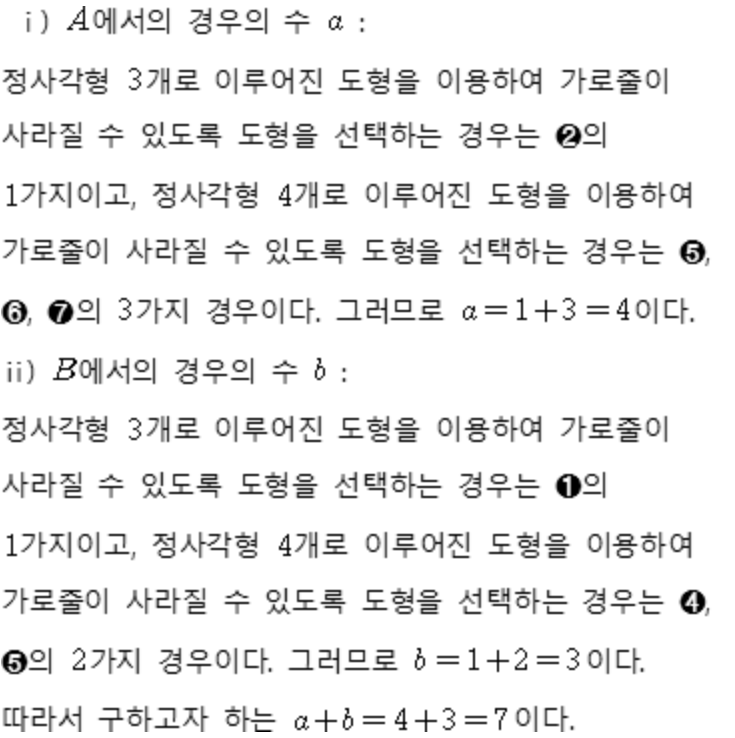 ⅰ) A에서의 경우의 수 a :
정사각형 3개로 이루어진 도형을 이용하여 가로줄이
사라질 수 있도록 도형을 선택하는 경우는 ❷의
1가지이고, 정사각형 4개로 이루어진 도형을 이용하여
가로줄이 사라질 수 있도록 도형을 선택하는 경우는 ❺,
❻, ❼의 3가지 경우이다. 그러므로 a=1+3=4이다.
ⅱ) B에서의 경우의 수 b :
정사각형 3개로 이루어진 도형을 이용하여 가로줄이
사라질 수 있도록 도형을 선택하는 경우는 ❶의
1가지이고, 정사각형 4개로 이루어진 도형을 이용하여
가로줄이 사라질 수 있도록 도형을 선택하는 경우는 ❹,
❺의 2가지 경우이다. 그러므로 b=1+2=3이다.
따라서 구하고자 하는 a+b=4+3=7이다.